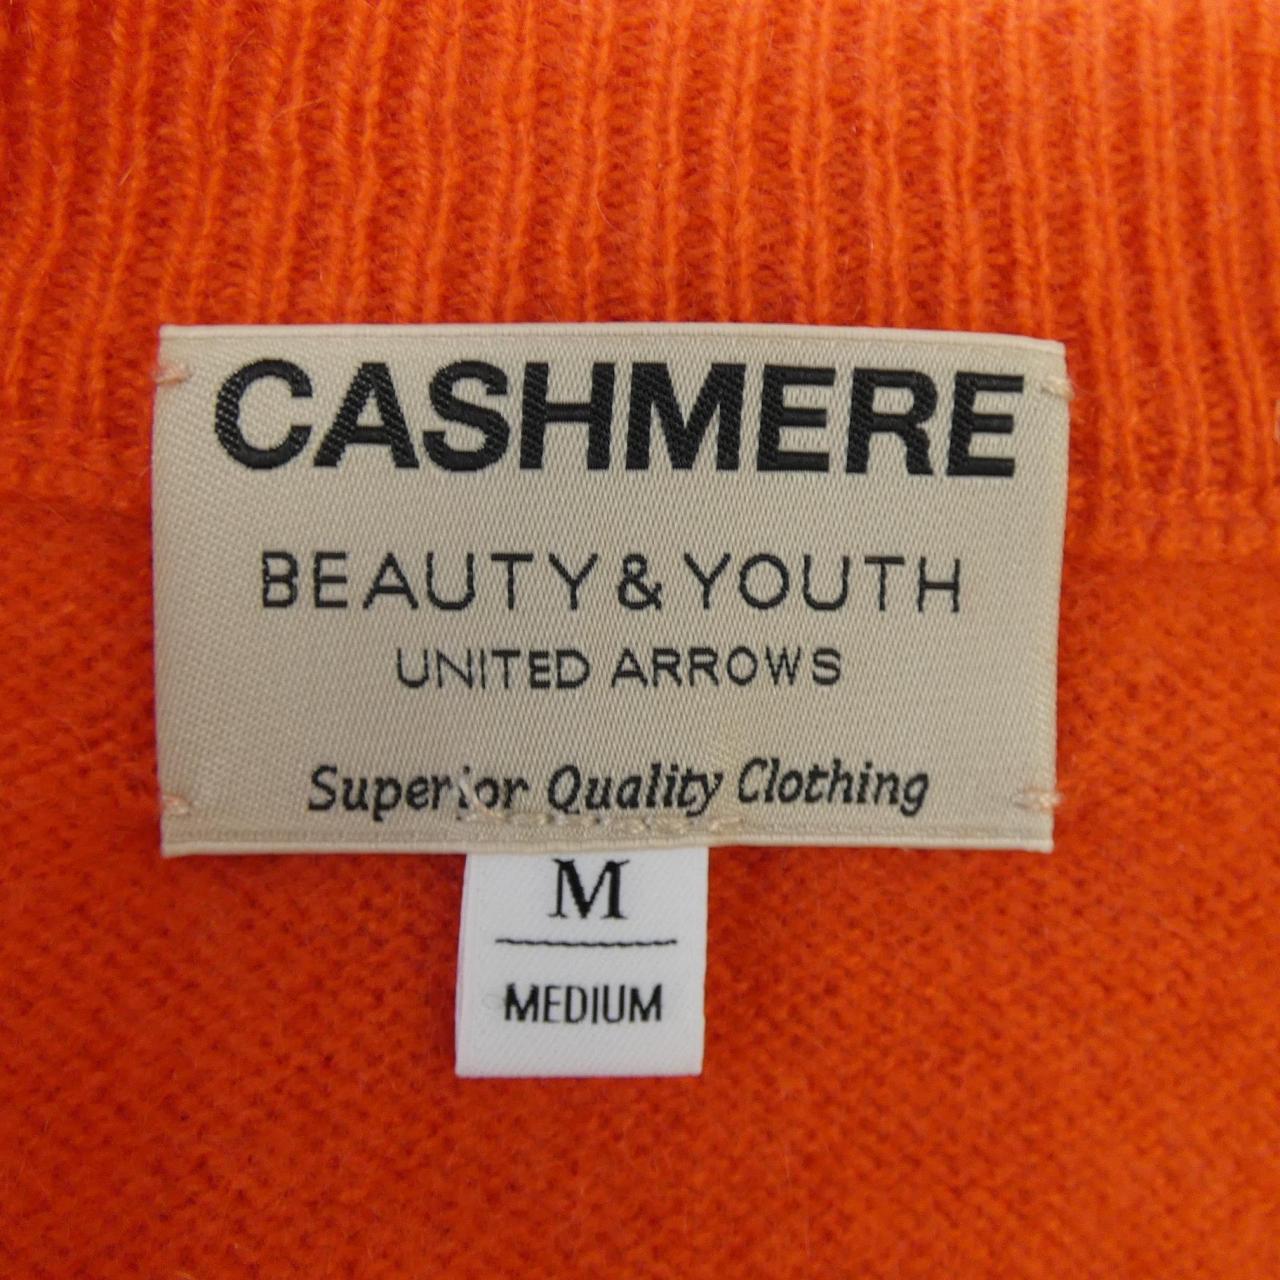 CASHMERE
BEAUTY & YOUTH
UNITED ARROWS
Superior Quality Clothing
M
MEDIUM